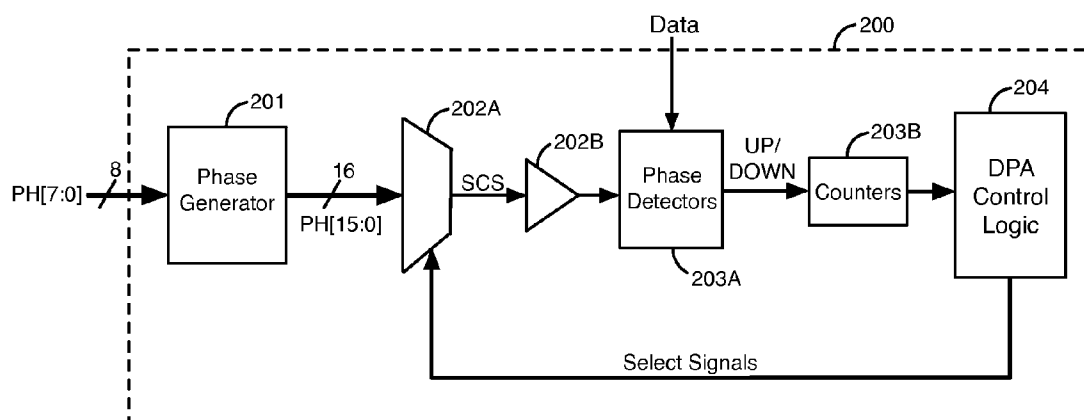 Data
200
201
202A
202B
203B
204
PH[7:0]
8
Phase
Generator
16
PH[15:0]
SCS
Phase
Detectors
203A
UP/
DOWN
Counters
DPA
Control
Logic
Select Signals